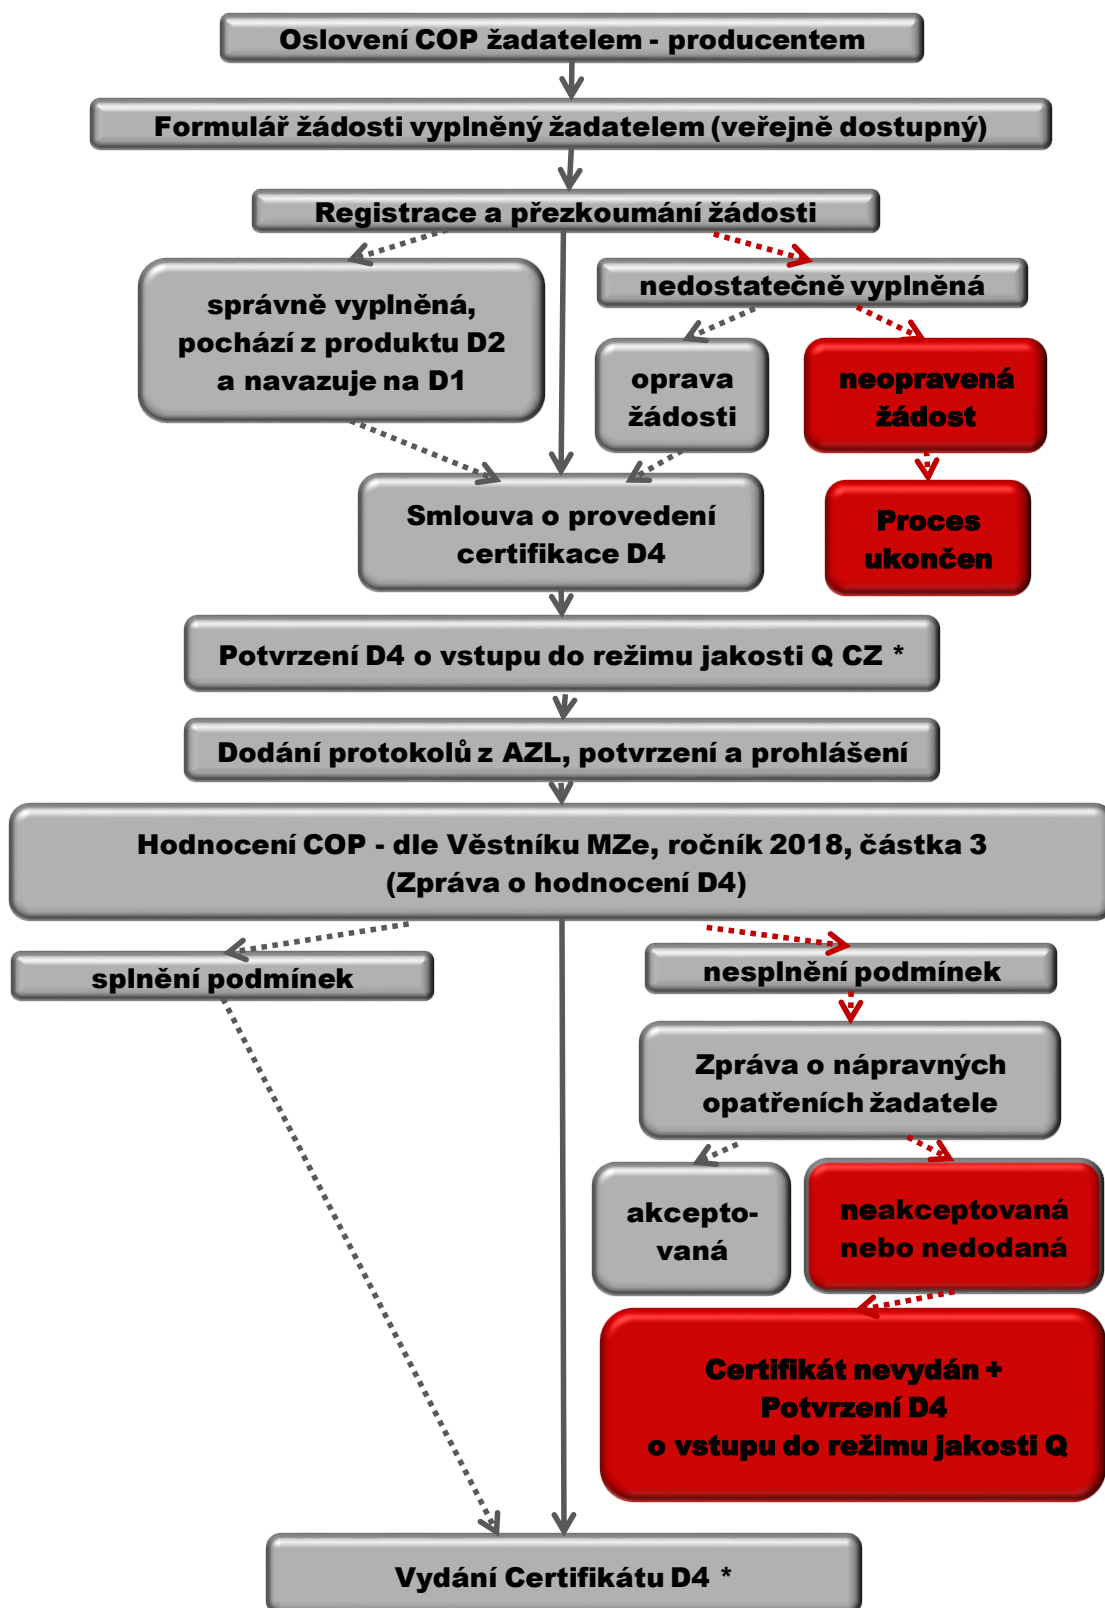 Oslovení COP žadatelem - producentem
Formulář žádosti vyplněný žadatelem (veřejně dostupný)
Registrace a přezkoumání žádosti
správně vyplněná,
pochází z produktu D2
a navazuje na D1
nedostatečně vyplněná
oprava
žádosti
neopravená
žádost
Smlouva o provedení
certifikace D4
Proces
ukončen
Potvrzení D4 o vstupu do režimu jakosti Q CZ *
Dodání protokolů z AZL, potvrzení a prohlášení
Hodnocení COP - dle Věstníku MZe, ročník 2018, částka 3
(Zpráva o hodnocení D4)
splnění podmínek
nesplnění podmínek
Zpráva o nápravných
opatřeních žadatele
akcepto-
vaná
neakceptovaná
nebo nedodaná
Certifikát nevydán +
Potvrzení D4
o vstupu do režimu jakosti Q
Vydání Certifikátu D4 *